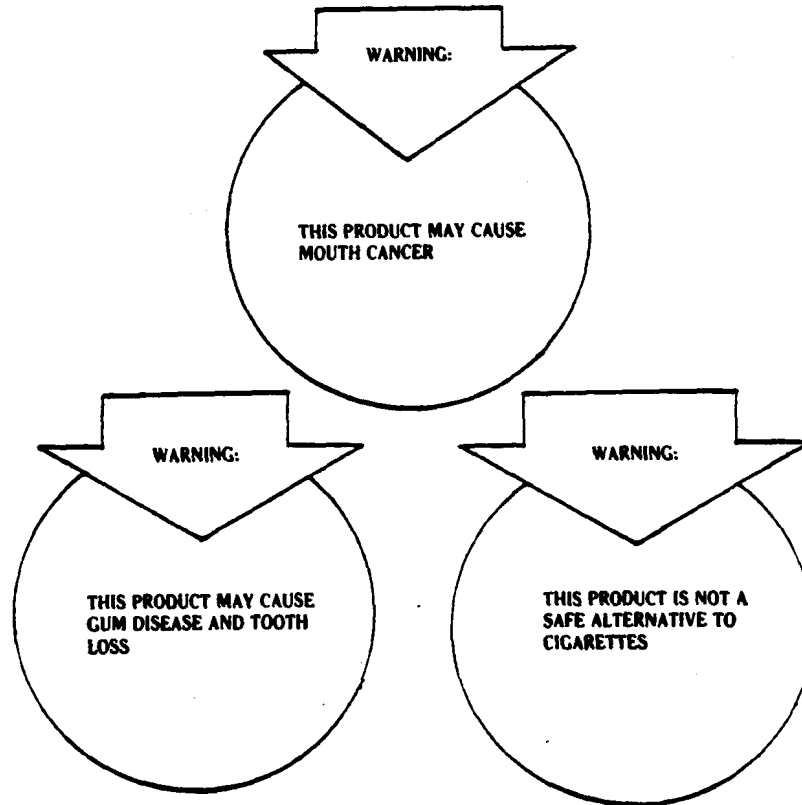 WARNING:
THIS PRODUCT MAY CAUSE
MOUTH CANCER
WARNING:
THIS PRODUCT MAY CAUSE
GUM DISEASE AND TOOTH
LOSS
WARNING:
THIS PRODUCT IS NOT A
SAFE ALTERNATIVE TO
CIGARETTES